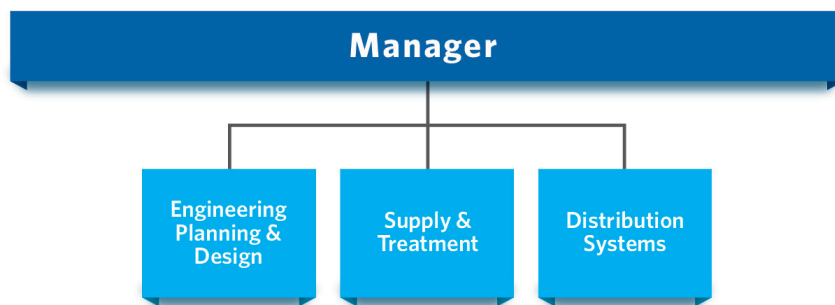 Manager
Engineering
Planning &
Design
Supply &
Treatment
Distribution
Systems